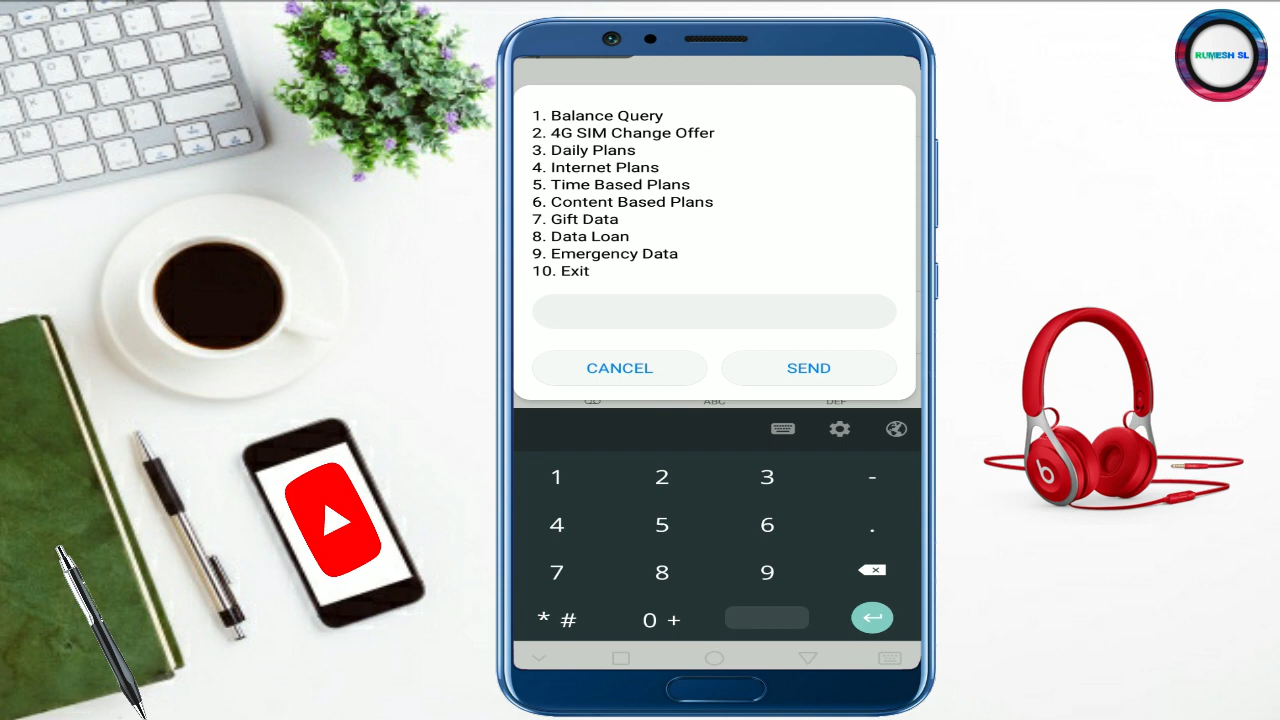 RUMESH SL
1. Balance Query
2. 4G SIM Change Offer
3. Daily Plans
4. Internet Plans
5. Time Based Plans
6. Content Based Plans
7. Gift Data
8. Data Loan
9. Emergency Data
10. Exit
CANCEL SEND
ABC DEF
1 2 3 -
4 5 6 .
7 8 9
* # 0 +
b